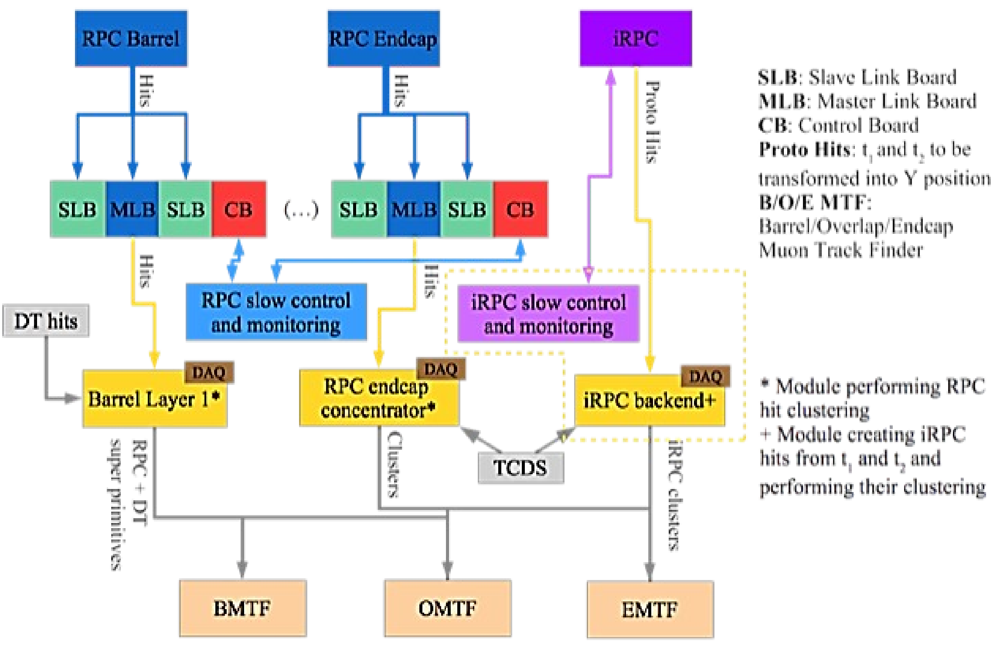 RPC Barrel
RPC Endcap
iRPC
Hits
Hits
Proto Hits
SLB: Slave Link Board
MLB: Master Link Board
CB: Control Board
Proto Hits: t1 and t2 to be
transformed into Y position
B/O/E MTF:
Barrel/Overlap/Endcap
Muon Track Finder
SLB
MLB
SLB
CB
(...)
SLB
MLB
SLB
CB
Hits
Hits
DT hits
RPC slow control
and monitoring
iRPC slow control
and monitoring
DAQ
Barrel Layer 1*
DAQ
RPC endcap
concentrator*
DAQ
iRPC backend+
* Module performing RPC
hit clustering
+ Module creating iRPC
hits from t1 and t2 and
performing their clustering
RPC + DT
super primitives
Clusters
TCDS
iRPC clusters
BMTF
OMTF
EMTF